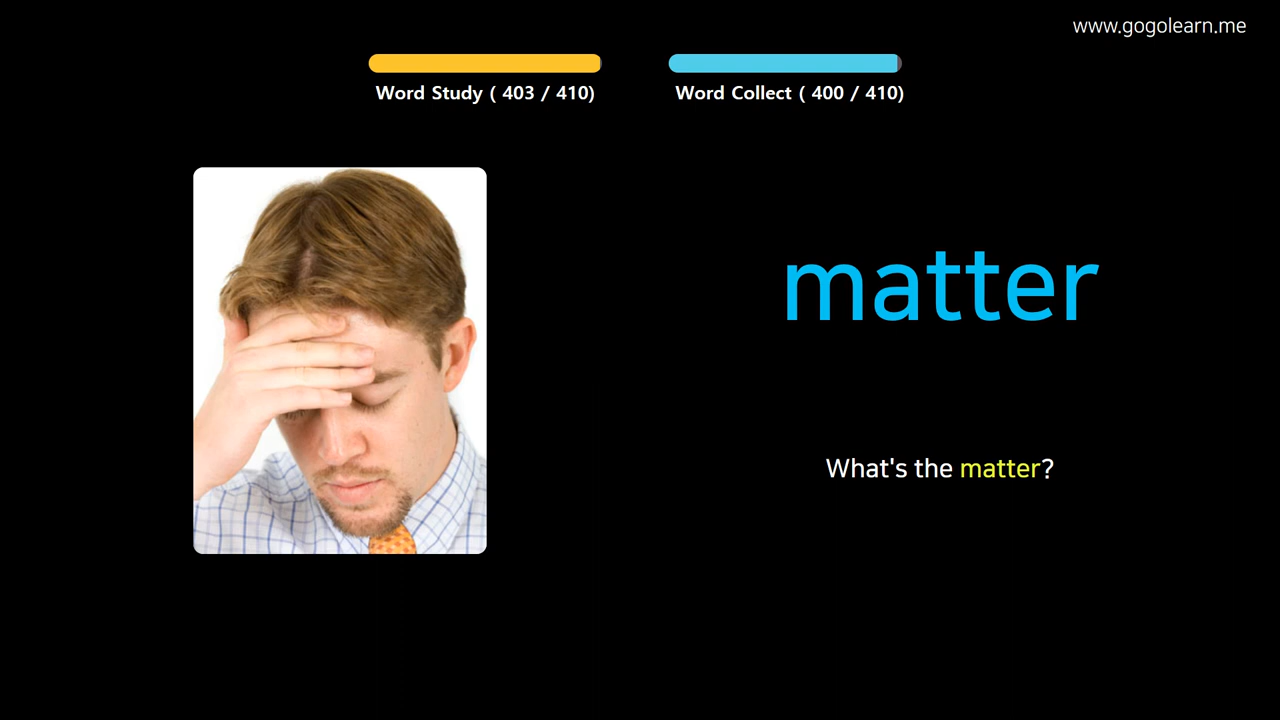 www.gogolearn.me
Word Study ( 403 / 410)
Word Collect ( 400 / 410)
matter
What's the matter?